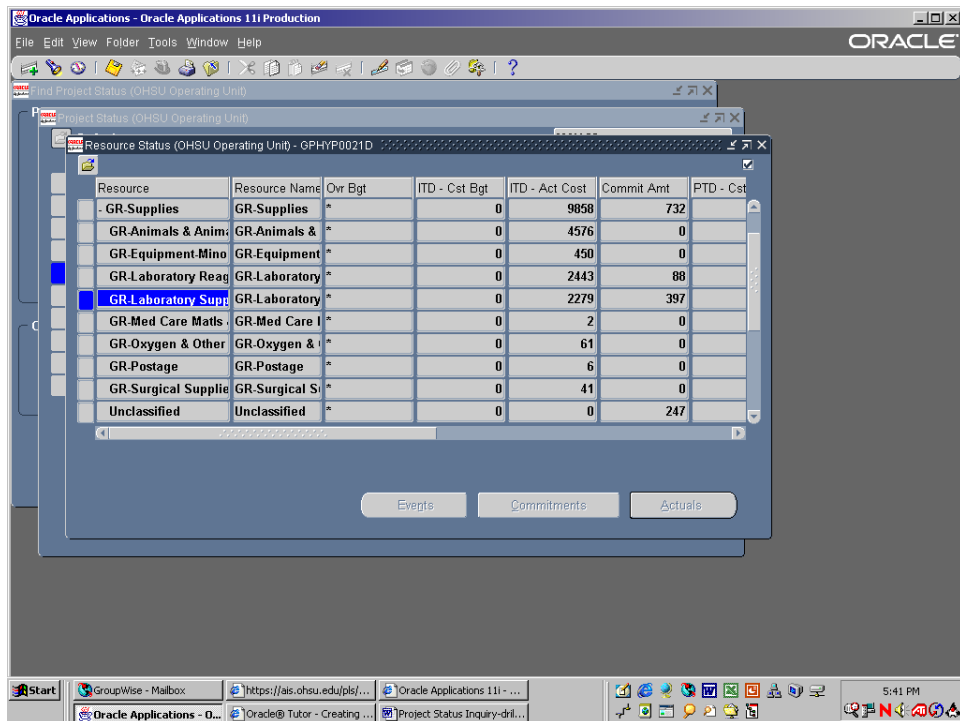 Oracle Applications - Oracle Applications 11i Production
File Edit View Folder Tools Window Help
ORACLE
Find Project Status (OHSU Operating Unit)
Project Status (OHSU Operating Unit)
Resource Status (OHSU Operating Unit) - GPHYP0021D
Resource Resource Name Ovr Bgt ITD - Cst Bgt ITD - Act Cost Commit Amt PTD - Cst
- GR-Supplies GR-Supplies * 0 9858 732
GR-Animals & Anima GR-Animals & * 0 4576 0
GR-Equipment-Mino GR-Equipment * 0 450 0
GR-Laboratory Reag GR-Laboratory * 0 2443 88
GR-Laboratory Supp GR-Laboratory * 0 2279 397
GR-Med Care Matls GR-Med Care * 0 2 0
GR-Oxygen & Other GR-Oxygen & * 0 61 0
GR-Postage GR-Postage * 0 6 0
GR-Surgical Supplie GR-Surgical * 0 41 0
Unclassified Unclassified * 0 0 247
Events Commitments Actuals
Start GroupWise - Mailbox https://ais.ohsu.edu/pls/... Oracle Applications 11i - ... 5:41 PM
Oracle Applications - O... Oracle® Tutor - Creating ... Project Status Inquiry-dril...